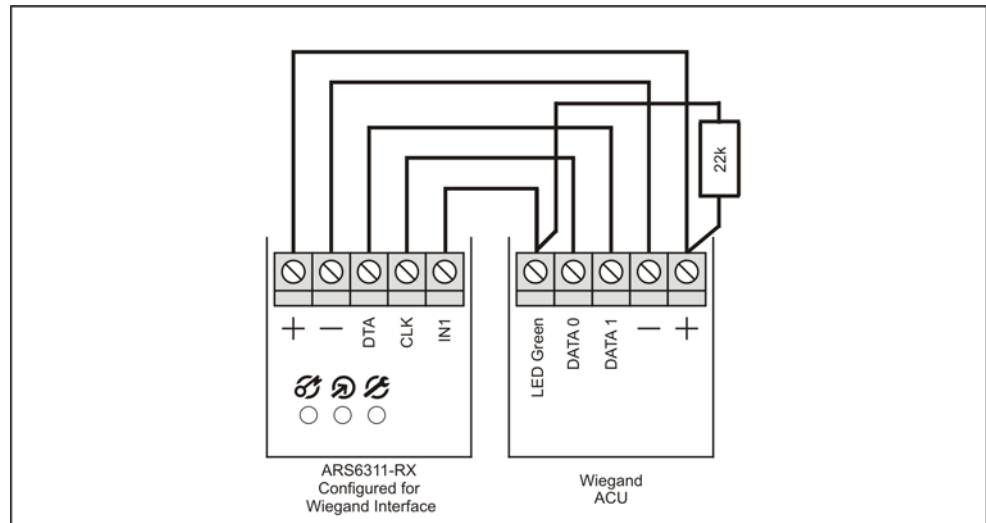 22k
+
—
DTA
CLK
IN1
LED Green
DATA 0
DATA 1
—
+
ARS6311-RX
Configured for
Wiegand Interface
Wiegand
ACU